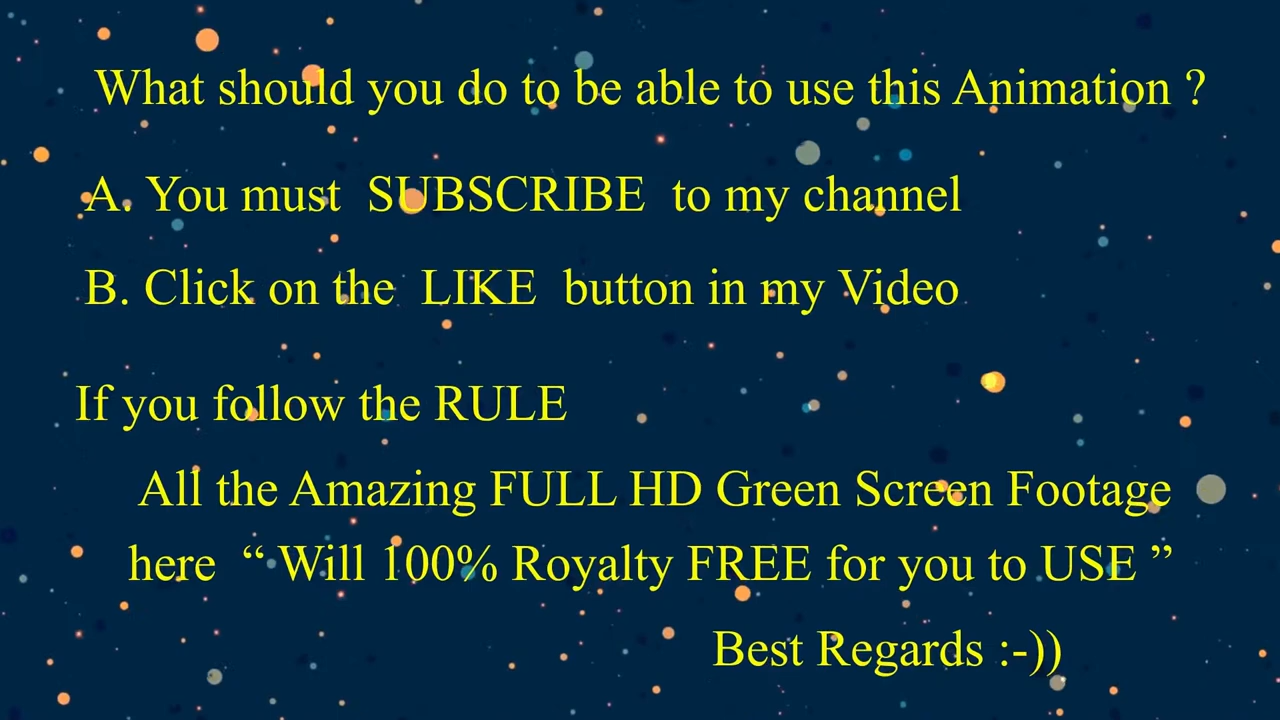 What should you do to be able to use this Animation ?
A. You must SUBSCRIBE to my channel
B. Click on the LIKE button in my Video
If you follow the RULE
All the Amazing FULL HD Green Screen Footage
here “ Will 100% Royalty FREE for you to USE ”
Best Regards :-))